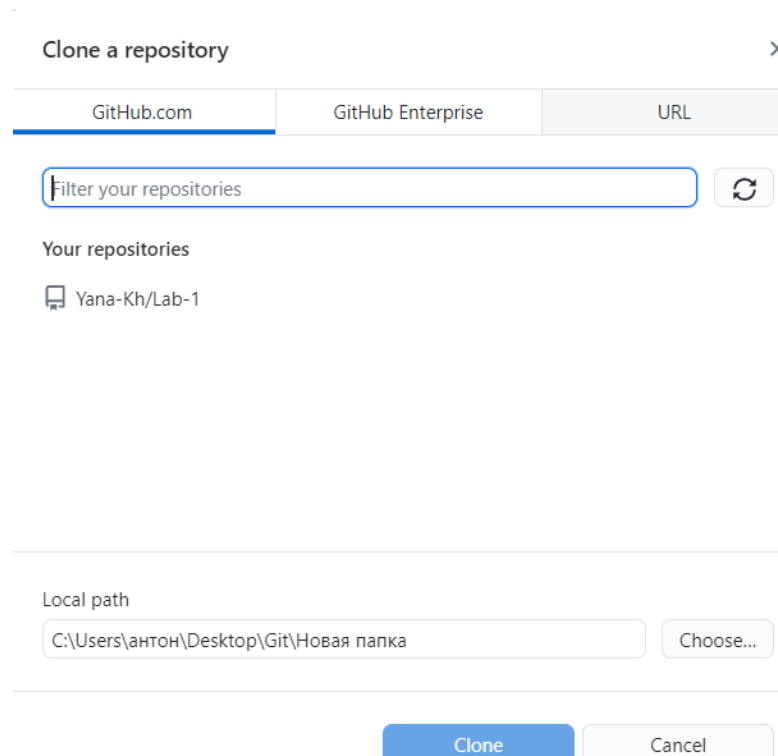 Clone a repository
GitHub.com GitHub Enterprise URL
Filter your repositories
Your repositories
Yana-Kh/Lab-1
Local path
C:\Users\антон\Desktop\Git\Новая папка Choose...
Clone Cancel